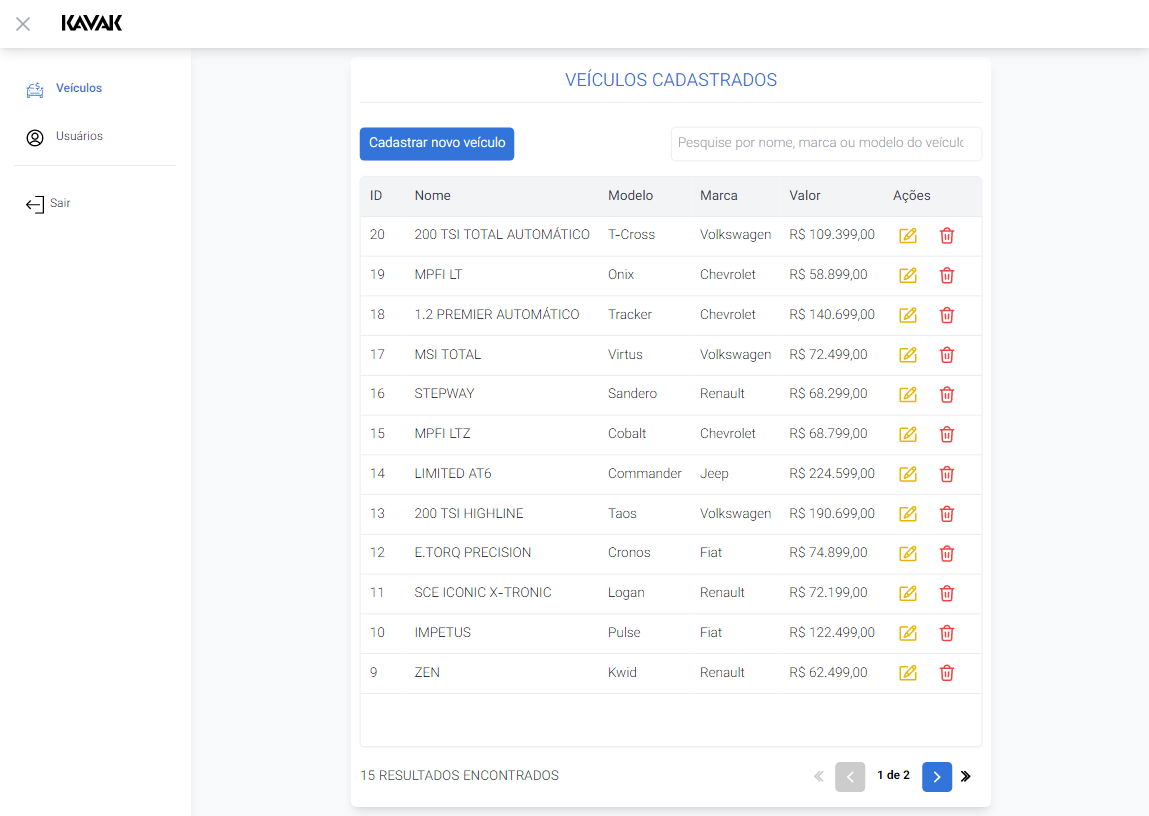 KAVAK
Veículos
Usuários
Sair
VEÍCULOS CADASTRADOS
Cadastrar novo veículo
Pesquise por nome, marca ou modelo do veícul
ID Nome Modelo Marca Valor Ações
20 200 TSI TOTAL AUTOMÁTICO T-Cross Volkswagen R$ 109.399,00
19 MPFI LT Onix Chevrolet R$ 58.899,00
18 1.2 PREMIER AUTOMÁTICO Tracker Chevrolet R$ 140.699,00
17 MSI TOTAL Virtus Volkswagen R$ 72.499,00
16 STEPWAY Sandero Renault R$ 68.299,00
15 MPFI LTZ Cobalt Chevrolet R$ 68.799,00
14 LIMITED AT6 Commander Jeep R$ 224.599,00
13 200 TSI HIGHLINE Taos Volkswagen R$ 190.699,00
12 E.TORQ PRECISION Cronos Fiat R$ 74.899,00
11 SCE ICONIC X-TRONIC Logan Renault R$ 72.199,00
10 IMPETUS Pulse Fiat R$ 122.499,00
9 ZEN Kwid Renault R$ 62.499,00
15 RESULTADOS ENCONTRADOS
1 de 2